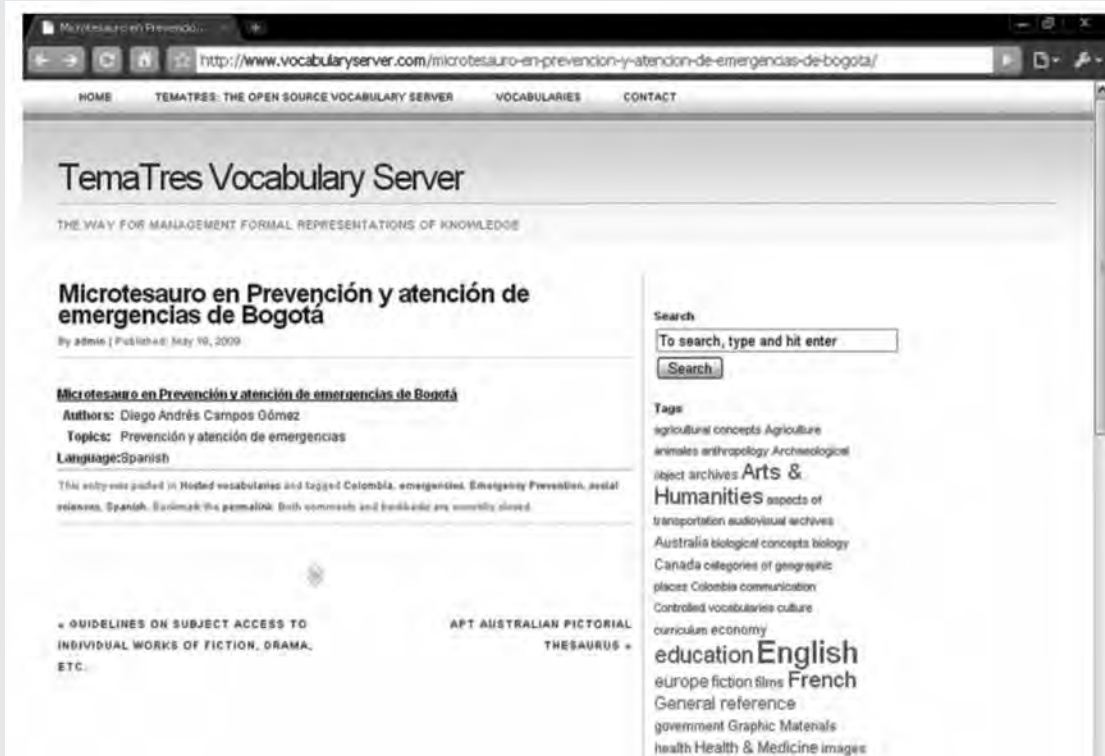 Microtesauro en Prevenció...
http://www.vocabularyserver.com/microtesauro-en-prevencion-y-atencion-de-emergencias-de-bogota/
HOME TEMATRES: THE OPEN SOURCE VOCABULARY SERVER VOCABULARIES CONTACT
TemaTres Vocabulary Server
THE WAY FOR MANAGEMENT FORMAL REPRESENTATIONS OF KNOWLEDGE
Microtesauro en Prevención y atención de
emergencias de Bogotá
By admin | Published: May 19, 2009
Microtesauro en Prevención y atención de emergencias de Bogotá
Authors: Diego Andrés Campos Gómez
Topics: Prevención y atención de emergencias
Language:Spanish
This entry was posted in Hosted vocabularies and tagged Colombia, emergencies, Emergency Prevention, social
sciences, Spanish. Bookmark the permalink. Both comments and trackbacks are currently closed.
« GUIDELINES ON SUBJECT ACCESS TO
INDIVIDUAL WORKS OF FICTION, DRAMA,
ETC.
APT AUSTRALIAN PICTORIAL
THESAURUS »
Search
To search, type and hit enter
Search
Tags
agricultural concepts Agriculture
animales anthropology Archaeological
object archives Arts &
Humanities aspects of
transportation audiovisual archives
Australia biological concepts biology
Canada categories of geographic
places Colombia communication
Controlled vocabularies culture
curriculum economy
education English
europe fiction films French
General reference
government Graphic Materials
health Health & Medicine images